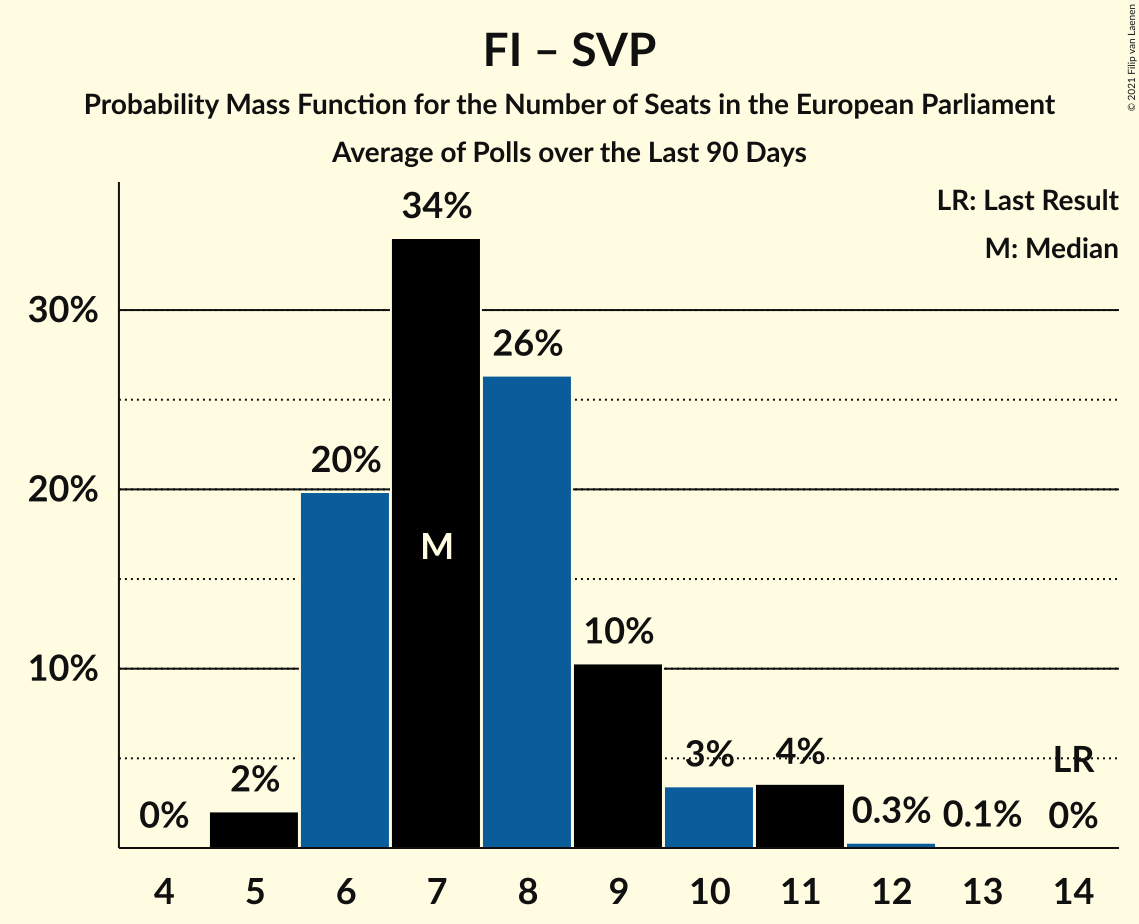 FI – SVP
Probability Mass Function for the Number of Seats in the European Parliament
Average of Polls over the Last 90 Days
© 2021 Filip van Laenen
LR: Last Result
M: Median
34%
30%
26%
20%
20%
M
10%
10%
3%
4%
LR
2%
0%
0.3%
0.1%
0%
4 5 6 7 8 9 10 11 12 13 14